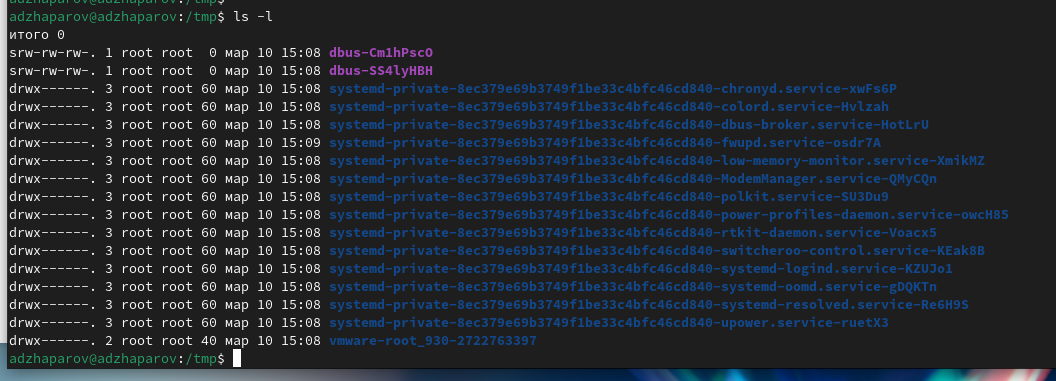 adzhaparov@adzhaparov:/tmp$
adzhaparov@adzhaparov:/tmp$ ls -l
итого 0
srw-rw-rw-. 1 root root  0 мар 10 15:08 dbus-Cm1hPscO
srw-rw-rw-. 1 root root  0 мар 10 15:08 dbus-SS4lyHBH
drwx------. 3 root root 60 мар 10 15:08 systemd-private-8ec379e69b3749f1be33c4bfc46cd840-chronyd.service-xwFs6P
drwx------. 3 root root 60 мар 10 15:08 systemd-private-8ec379e69b3749f1be33c4bfc46cd840-colord.service-Hvlzah
drwx------. 3 root root 60 мар 10 15:08 systemd-private-8ec379e69b3749f1be33c4bfc46cd840-dbus-broker.service-HotLrU
drwx------. 3 root root 60 мар 10 15:09 systemd-private-8ec379e69b3749f1be33c4bfc46cd840-fwupd.service-osdr7A
drwx------. 3 root root 60 мар 10 15:08 systemd-private-8ec379e69b3749f1be33c4bfc46cd840-low-memory-monitor.service-XmikMZ
drwx------. 3 root root 60 мар 10 15:08 systemd-private-8ec379e69b3749f1be33c4bfc46cd840-ModemManager.service-QMyCQn
drwx------. 3 root root 60 мар 10 15:08 systemd-private-8ec379e69b3749f1be33c4bfc46cd840-polkit.service-SU3Du9
drwx------. 3 root root 60 мар 10 15:08 systemd-private-8ec379e69b3749f1be33c4bfc46cd840-power-profiles-daemon.service-owcH85
drwx------. 3 root root 60 мар 10 15:08 systemd-private-8ec379e69b3749f1be33c4bfc46cd840-rtkit-daemon.service-Voacx5
drwx------. 3 root root 60 мар 10 15:08 systemd-private-8ec379e69b3749f1be33c4bfc46cd840-switcheroo-control.service-KEak8B
drwx------. 3 root root 60 мар 10 15:08 systemd-private-8ec379e69b3749f1be33c4bfc46cd840-systemd-logind.service-KZUJo1
drwx------. 3 root root 60 мар 10 15:08 systemd-private-8ec379e69b3749f1be33c4bfc46cd840-systemd-oomd.service-gDQKTn
drwx------. 3 root root 60 мар 10 15:08 systemd-private-8ec379e69b3749f1be33c4bfc46cd840-systemd-resolved.service-Re6H9S
drwx------. 3 root root 60 мар 10 15:08 systemd-private-8ec379e69b3749f1be33c4bfc46cd840-upower.service-ruetX3
drwx------. 2 root root 40 мар 10 15:08 vmware-root_930-2722763397
adzhaparov@adzhaparov:/tmp$